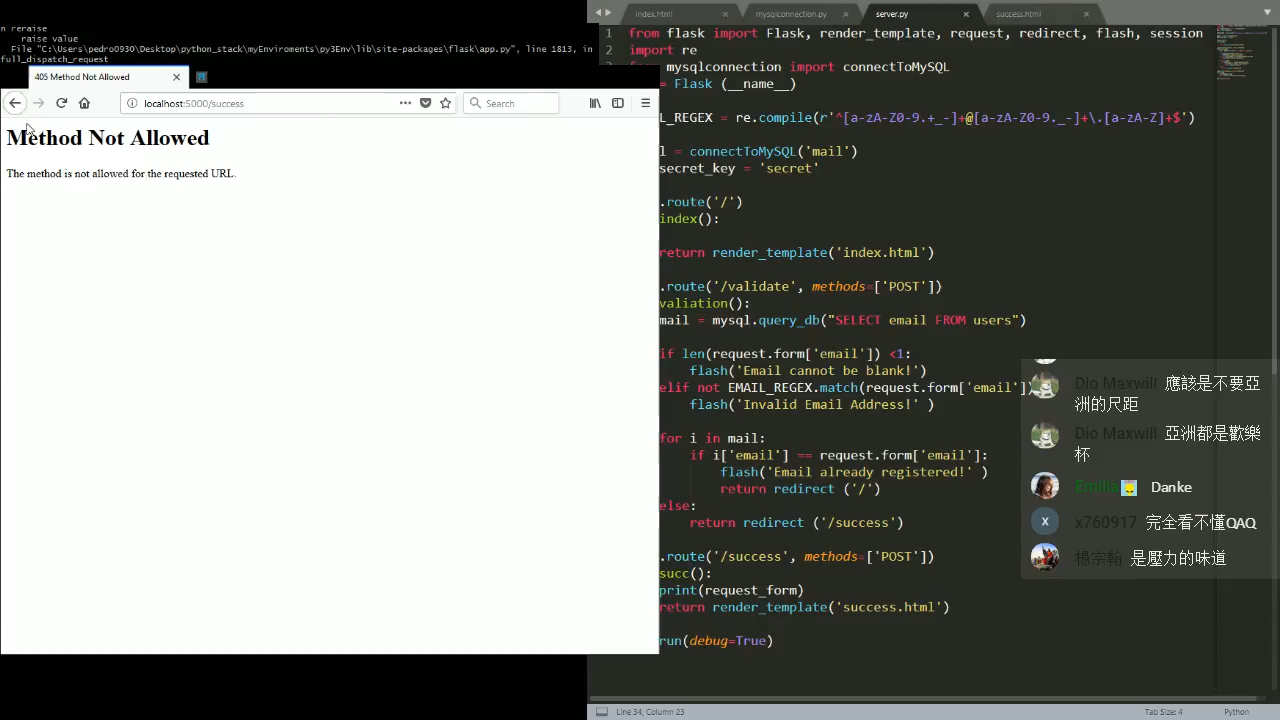 n reraise
raise value
File "C:\Users\pedro0930\Desktop\python_stack\myEnviroments\py3Env\lib\site-packages\flask\app.py", line 1813, in
full_dispatch_request
405 Method Not Allowed
localhost:5000/success
Search
Method Not Allowed
The method is not allowed for the requested URL.
index.html
mysqlconnection.py
server.py
success.html
1 from flask import Flask, render_template, request, redirect, flash, session
2 import re
mysqlconnection import connectToMySQL
= Flask (__name__)
L_REGEX = re.compile(r'^[a-zA-Z0-9.+_-]+@[a-zA-Z0-9._-]+\.[a-zA-Z]+$')
l = connectToMySQL('mail')
secret_key = 'secret'
.route('/')
index():
return render_template('index.html')
.route('/validate', methods=['POST'])
valiation():
mail = mysql.query_db("SELECT email FROM users")
if len(request.form['email']) <1:
flash('Email cannot be blank!')
elif not EMAIL_REGEX.match(request.form['email'])
flash('Invalid Email Address!' )
for i in mail:
if i['email'] == request.form['email']:
flash('Email already registered!' )
return redirect ('/')
else:
return redirect ('/success')
.route('/success', methods=['POST'])
succ():
print(request_form)
return render_template('success.html')
run(debug=True)
Dio Maxwill 應該是不要亞
洲的尺距
Dio Maxwill 亞洲都是歡樂
杯
Emilia Danke
x760917 完全看不懂QAQ
楊宗翰 是壓力的味道
Line 34, Column 23
Tab Size: 4
Python